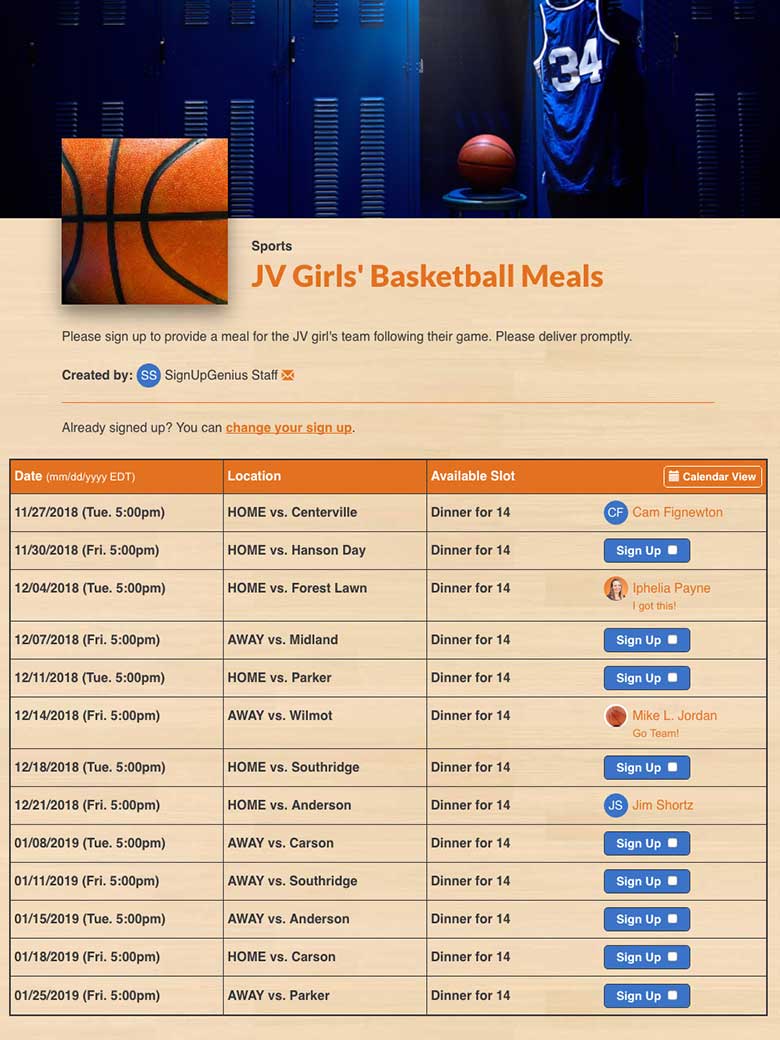 34
Sports
JV Girls' Basketball Meals
Please sign up to provide a meal for the JV girl's team following their game. Please deliver promptly.
Created by: SS SignUpGenius Staff
Already signed up? You can change your sign up.
Date (mm/dd/yyyy EDT) Location Available Slot Calendar View
11/27/2018 (Tue. 5:00pm) HOME vs. Centerville Dinner for 14 CF Cam Fignewton
11/30/2018 (Fri. 5:00pm) HOME vs. Hanson Day Dinner for 14 Sign Up
12/04/2018 (Tue. 5:00pm) HOME vs. Forest Lawn Dinner for 14 Iphelia Payne
I got this!
12/07/2018 (Fri. 5:00pm) AWAY vs. Midland Dinner for 14 Sign Up
12/11/2018 (Tue. 5:00pm) HOME vs. Parker Dinner for 14 Sign Up
12/14/2018 (Fri. 5:00pm) AWAY vs. Wilmot Dinner for 14 Mike L. Jordan
Go Team!
12/18/2018 (Tue. 5:00pm) HOME vs. Southridge Dinner for 14 Sign Up
12/21/2018 (Fri. 5:00pm) HOME vs. Anderson Dinner for 14 JS Jim Shortz
01/08/2019 (Tue. 5:00pm) AWAY vs. Carson Dinner for 14 Sign Up
01/11/2019 (Fri. 5:00pm) AWAY vs. Southridge Dinner for 14 Sign Up
01/15/2019 (Tue. 5:00pm) AWAY vs. Anderson Dinner for 14 Sign Up
01/18/2019 (Fri. 5:00pm) HOME vs. Carson Dinner for 14 Sign Up
01/25/2019 (Fri. 5:00pm) AWAY vs. Parker Dinner for 14 Sign Up